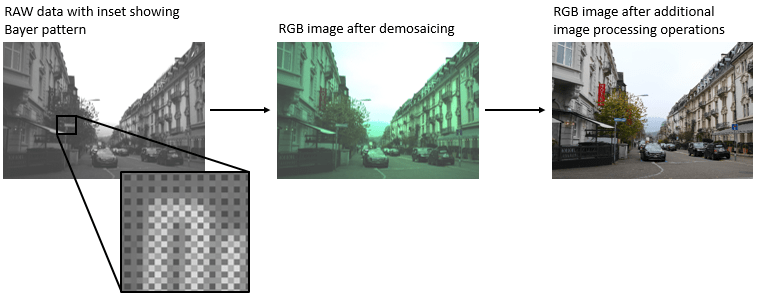 RAW data with inset showing
Bayer pattern
RGB image after demosaicing
RGB image after additional
image processing operations